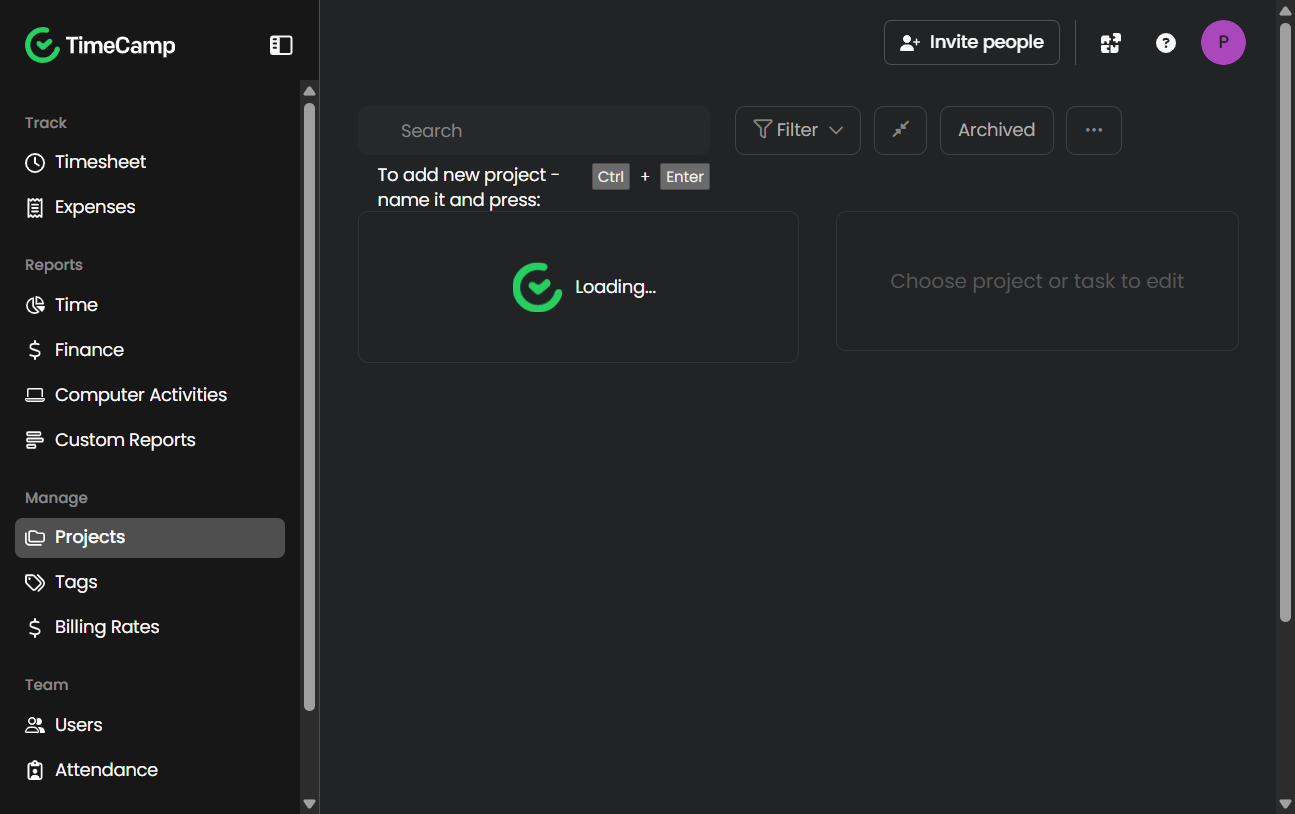 TimeCamp
Invite people
P
Track
Timesheet
Expenses
Reports
Time
Finance
Computer Activities
Custom Reports
Manage
Projects
Tags
Billing Rates
Team
Users
Attendance
Search
Filter
Archived
To add new project -
name it and press:
Ctrl + Enter
Loading...
Choose project or task to edit